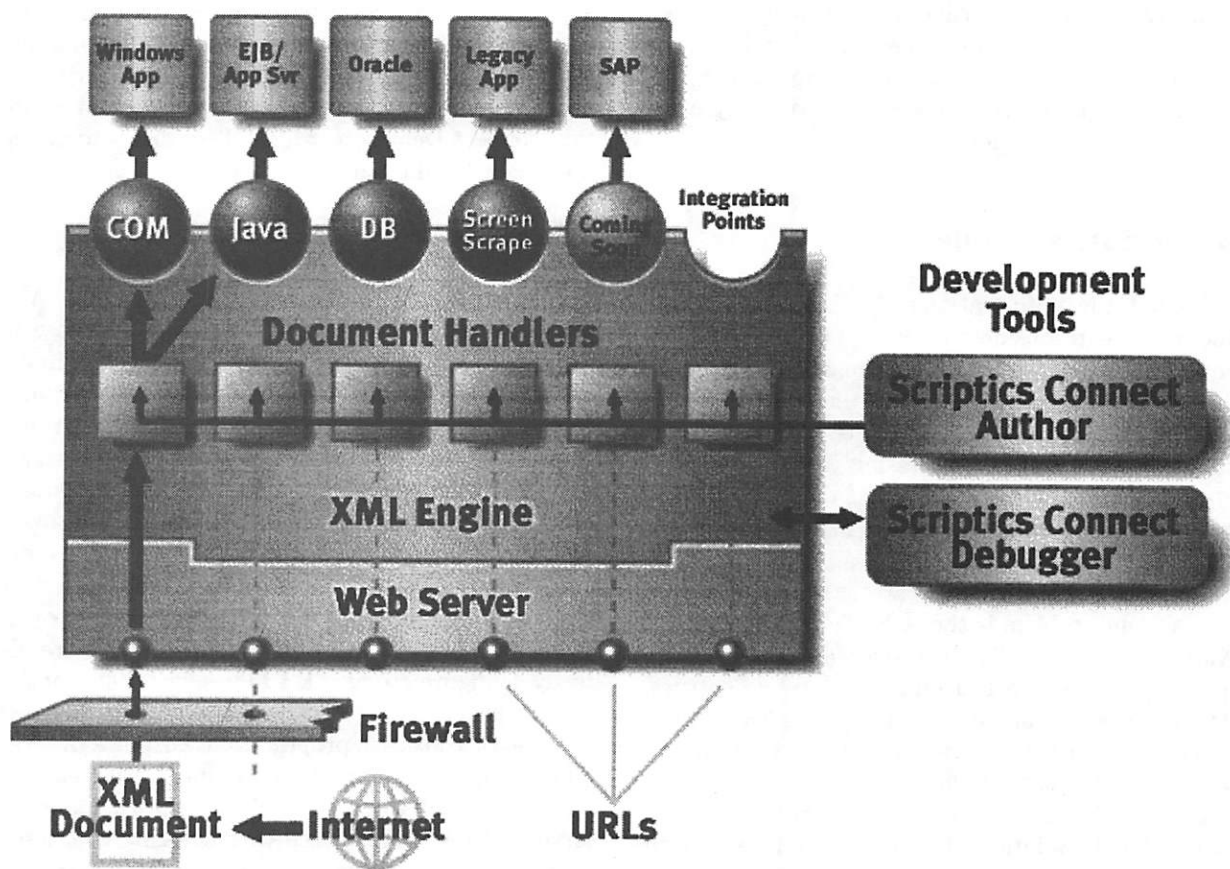 Windows
App
EJB/
App Svr
Oracle
Legacy
App
SAP
COM
Java
DB
Screen
Scrape
Coming
Soon
Integration
Points
Document Handlers
Development
Tools
Scriptics Connect
Author
XML Engine
Scriptics Connect
Debugger
Web Server
Firewall
XML
Document
Internet
URLs